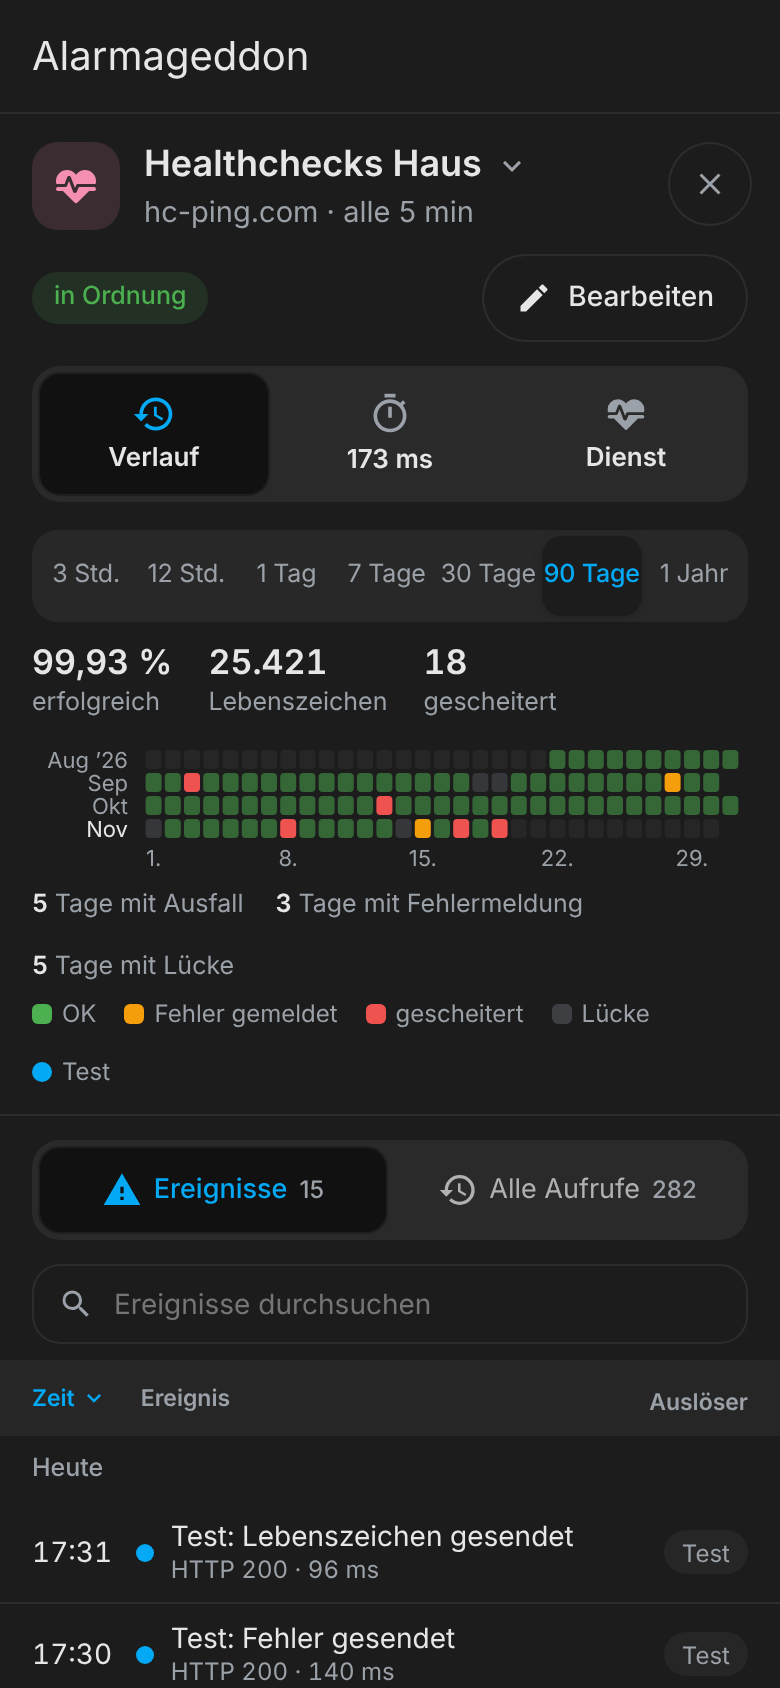 Alarmageddon
Healthchecks Haus
hc-ping.com · alle 5 min
in Ordnung
Bearbeiten
Verlauf
173 ms
Dienst
3 Std. 12 Std. 1 Tag 7 Tage 30 Tage 90 Tage 1 Jahr
99,93 % 25.421 18
erfolgreich Lebenszeichen gescheitert
Aug ’26
Sep
Okt
Nov
1. 8. 15. 22. 29.
5 Tage mit Ausfall 3 Tage mit Fehlermeldung
5 Tage mit Lücke
OK Fehler gemeldet gescheitert Lücke
Test
Ereignisse 15 Alle Aufrufe 282
Ereignisse durchsuchen
Zeit Ereignis Auslöser
Heute
17:31 Test: Lebenszeichen gesendet Test
HTTP 200 · 96 ms
17:30 Test: Fehler gesendet Test
HTTP 200 · 140 ms